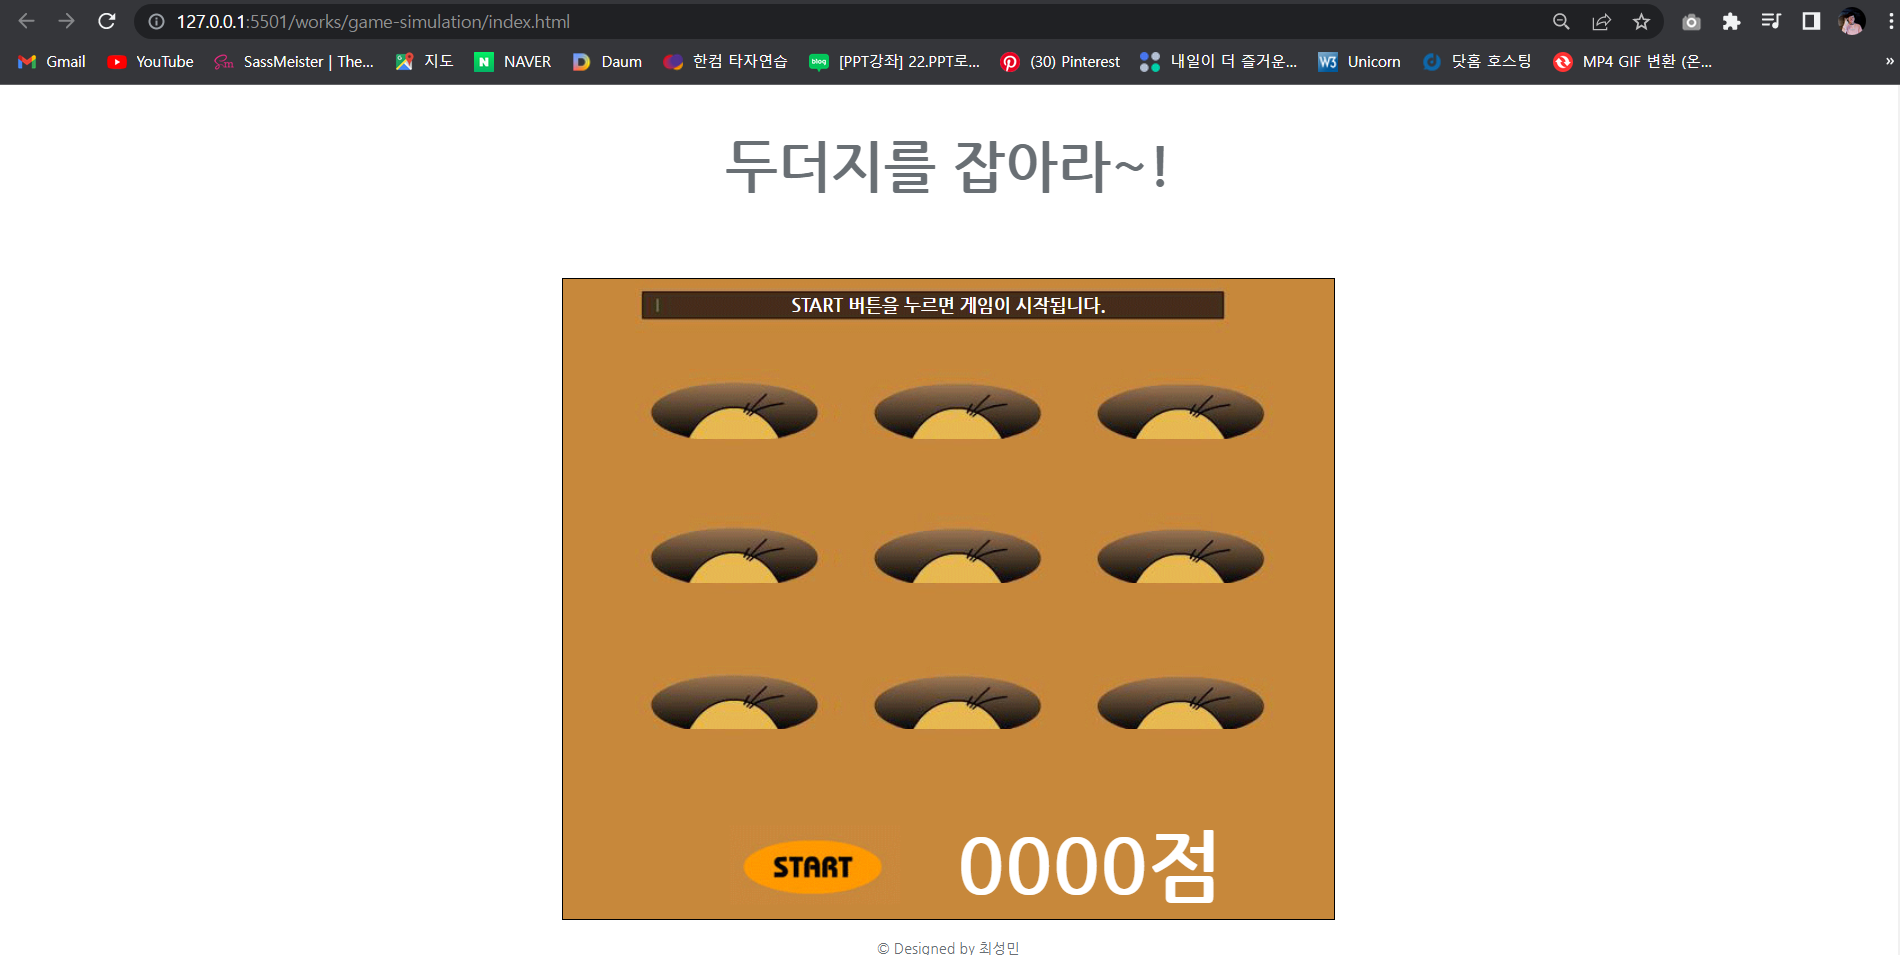 127.0.0.1:5501/works/game-simulation/index.html
Gmail YouTube SassMeister | The... 지도 NAVER Daum 한컴 타자연습 blog [PPT강좌] 22.PPT로... (30) Pinterest 내일이 더 즐거운... W3 Unicorn 닷홈 호스팅 MP4 GIF 변환 (온... »
두더지를 잡아라~!
START 버튼을 누르면 게임이 시작됩니다.
START 0000점
© Designed by 최성민